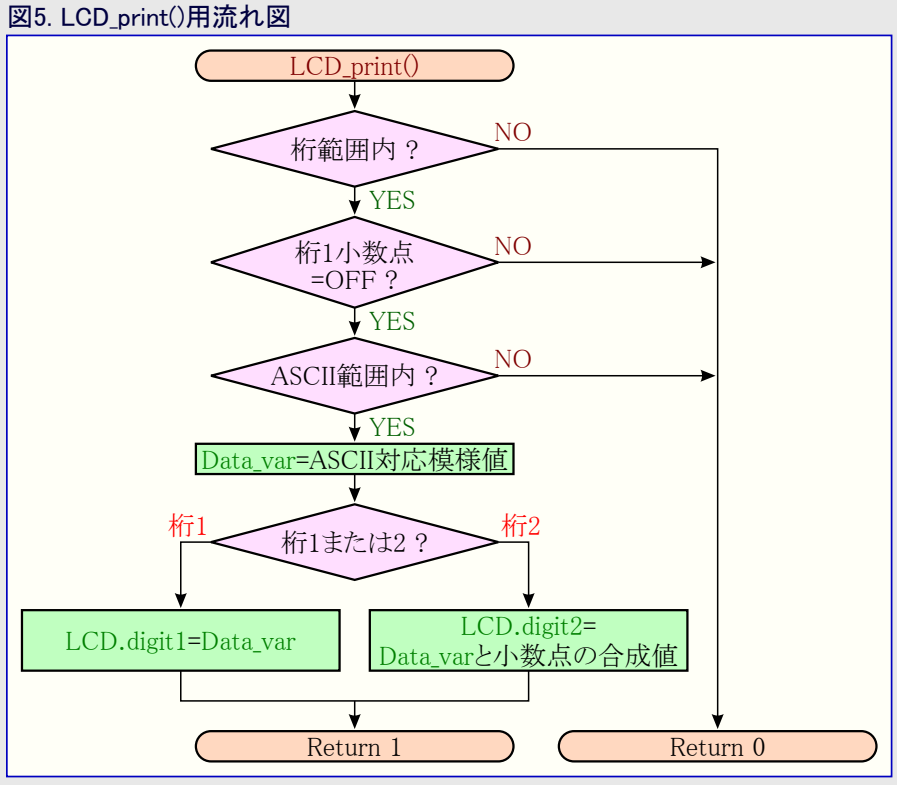 図5. LCD_print()用流れ図
LCD_print()
桁範囲内 ?
NO
YES
桁1小数点
=OFF ?
NO
YES
ASCII範囲内 ?
NO
YES
Data_var=ASCII対応模様値
桁1または2 ?
桁1
桁2
LCD.digit1=Data_var
LCD.digit2=
Data_varと小数点の合成値
Return 1
Return 0